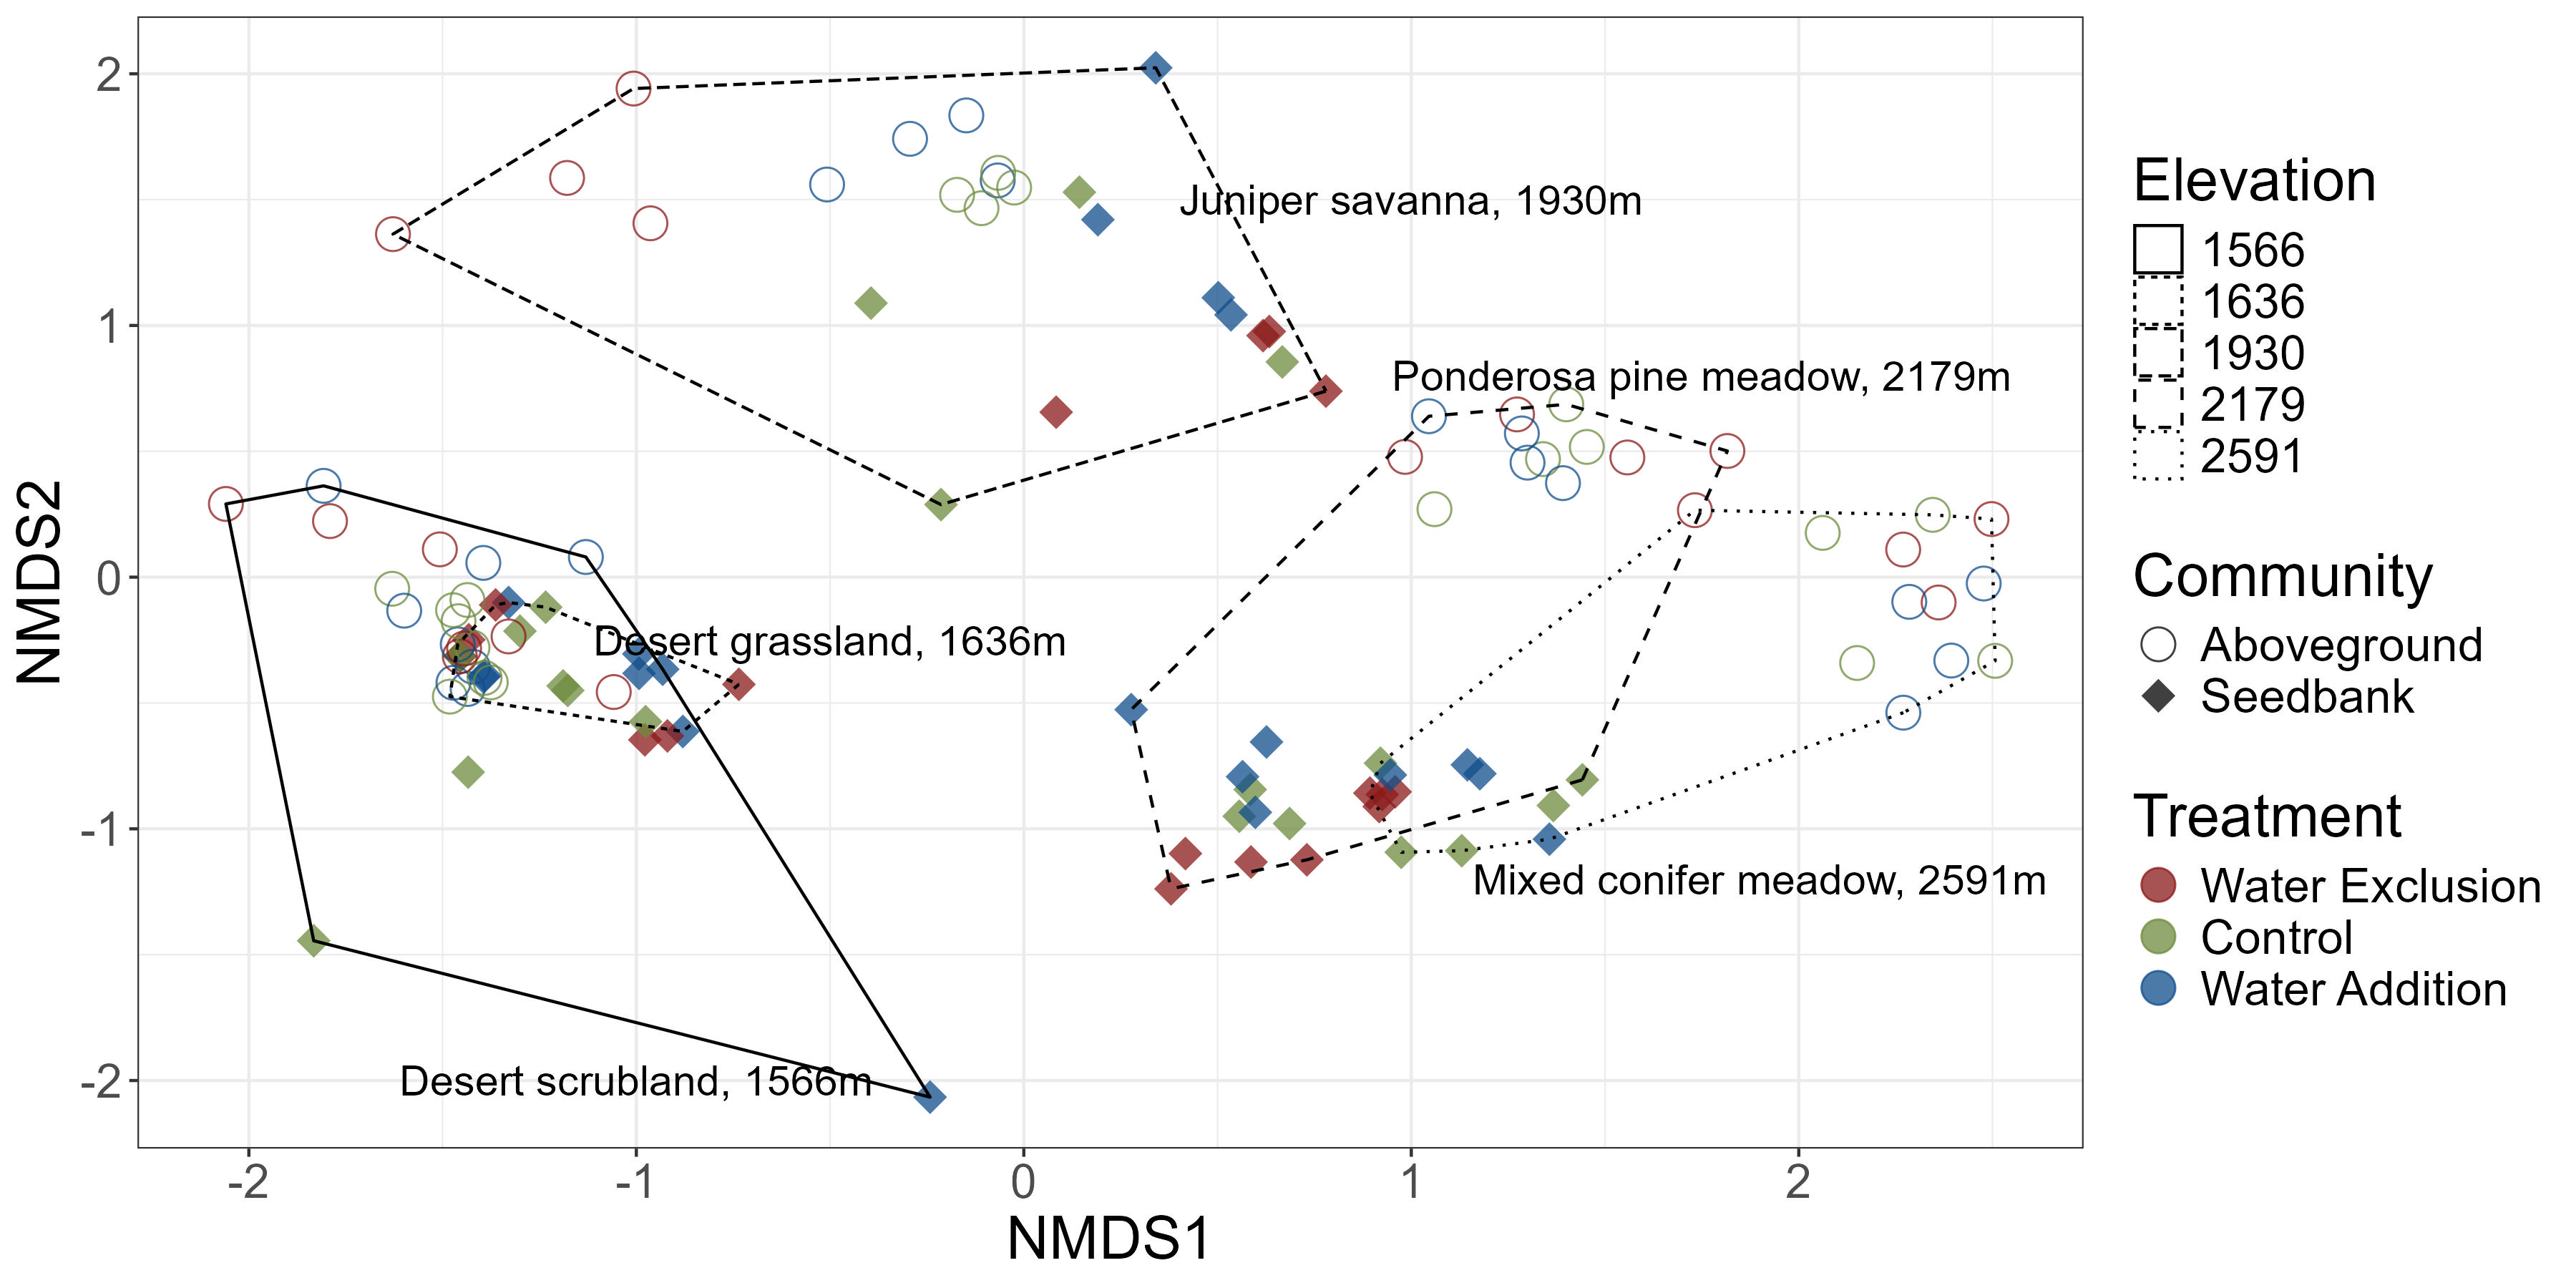 2
1
0
-1
-2
NMDS2
Juniper savanna, 1930m
Ponderosa pine meadow, 2179m
Desert grassland, 1636m
Mixed conifer meadow, 2591m
Desert scrubland, 1566m
-2
-1
0
1
2
NMDS1
Elevation
1566
1636
1930
2179
2591
Community
Aboveground
Seedbank
Treatment
Water Exclusion
Control
Water Addition